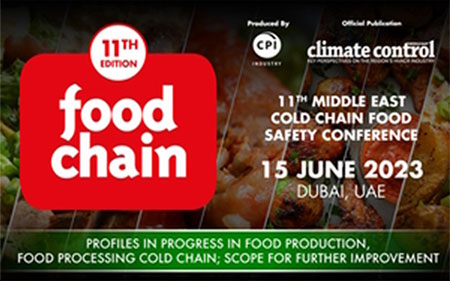 11TH
EDITION
food
chain
Produced By
CPI
INDUSTRY
Official Publication
climate control
KEY PERSPECTIVES ON THE REGION'S HVACR INDUSTRY
11TH MIDDLE EAST
COLD CHAIN FOOD
SAFETY CONFERENCE
15 JUNE 2023
DUBAI, UAE
PROFILES IN PROGRESS IN FOOD PRODUCTION,
FOOD PROCESSING COLD CHAIN; SCOPE FOR FURTHER IMPROVEMENT